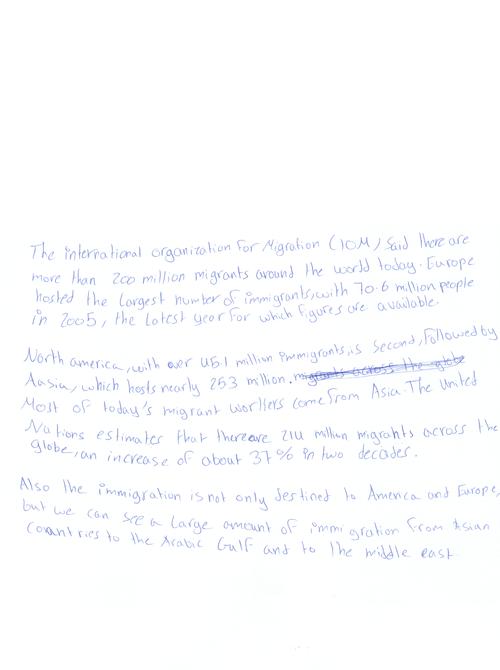 The international organization for Migration (IOM) said there are
more than 200 million migrants around the world today. Europe
hosted the largest number of immigrants, with 70.6 million people
in 2005, the latest year for which figures are available.
North america, with over 45.1 million immigrants, is second, followed by
Aasia, which hosts nearly 25.3 million. migrants across the globe
Most of today's migrant workers come from Asia. The United
Nations estimates that there are 214 million migrants across the
globe, an increase of about 37% in two decades.
Also the immigration is not only destined to America and Europe,
but we can see a large amount of immigration from Asian
countries to the Arabic Gulf and to the middle east